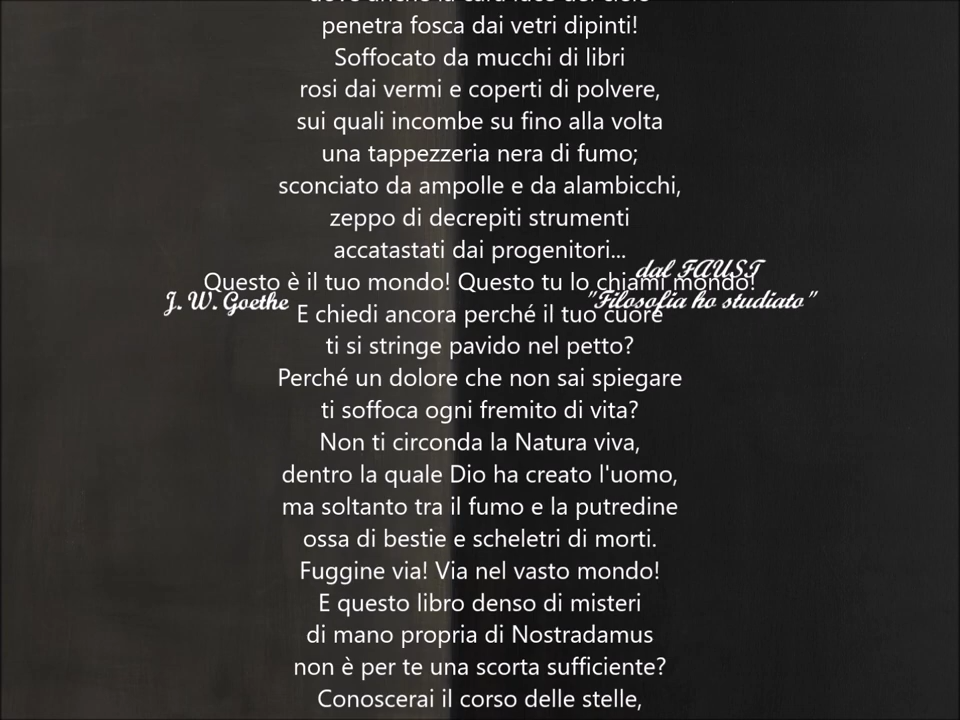 penetra fosca dai vetri dipinti!
Soffocato da mucchi di libri
rosi dai vermi e coperti di polvere,
sui quali incombe su fino alla volta
una tappezzeria nera di fumo;
sconciato da ampolle e da alambicchi,
zeppo di decrepiti strumenti
accatastati dai progenitori...
dal FAUST
Questo è il tuo mondo! Questo tu lo chiami mondo!
J. W. Goethe
"Filosofia ho studiato"
E chiedi ancora perché il tuo cuore
ti si stringe pavido nel petto?
Perché un dolore che non sai spiegare
ti soffoca ogni fremito di vita?
Non ti circonda la Natura viva,
dentro la quale Dio ha creato l'uomo,
ma soltanto tra il fumo e la putredine
ossa di bestie e scheletri di morti.
Fuggine via! Via nel vasto mondo!
E questo libro denso di misteri
di mano propria di Nostradamus
non è per te una scorta sufficiente?
Conoscerai il corso delle stelle,